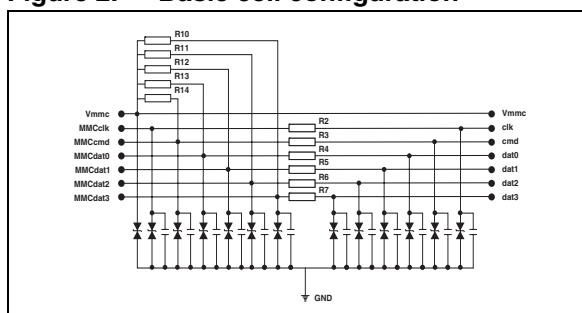 Figure 2. Basic cell configuration
R10
R11
R12
R13
R14
Vmmc
Vmmc
MMCclk
R2
clk
MMCcmd
R3
cmd
MMCdat0
R4
dat0
MMCdat1
R5
dat1
MMCdat2
R6
dat2
MMCdat3
R7
dat3
GND